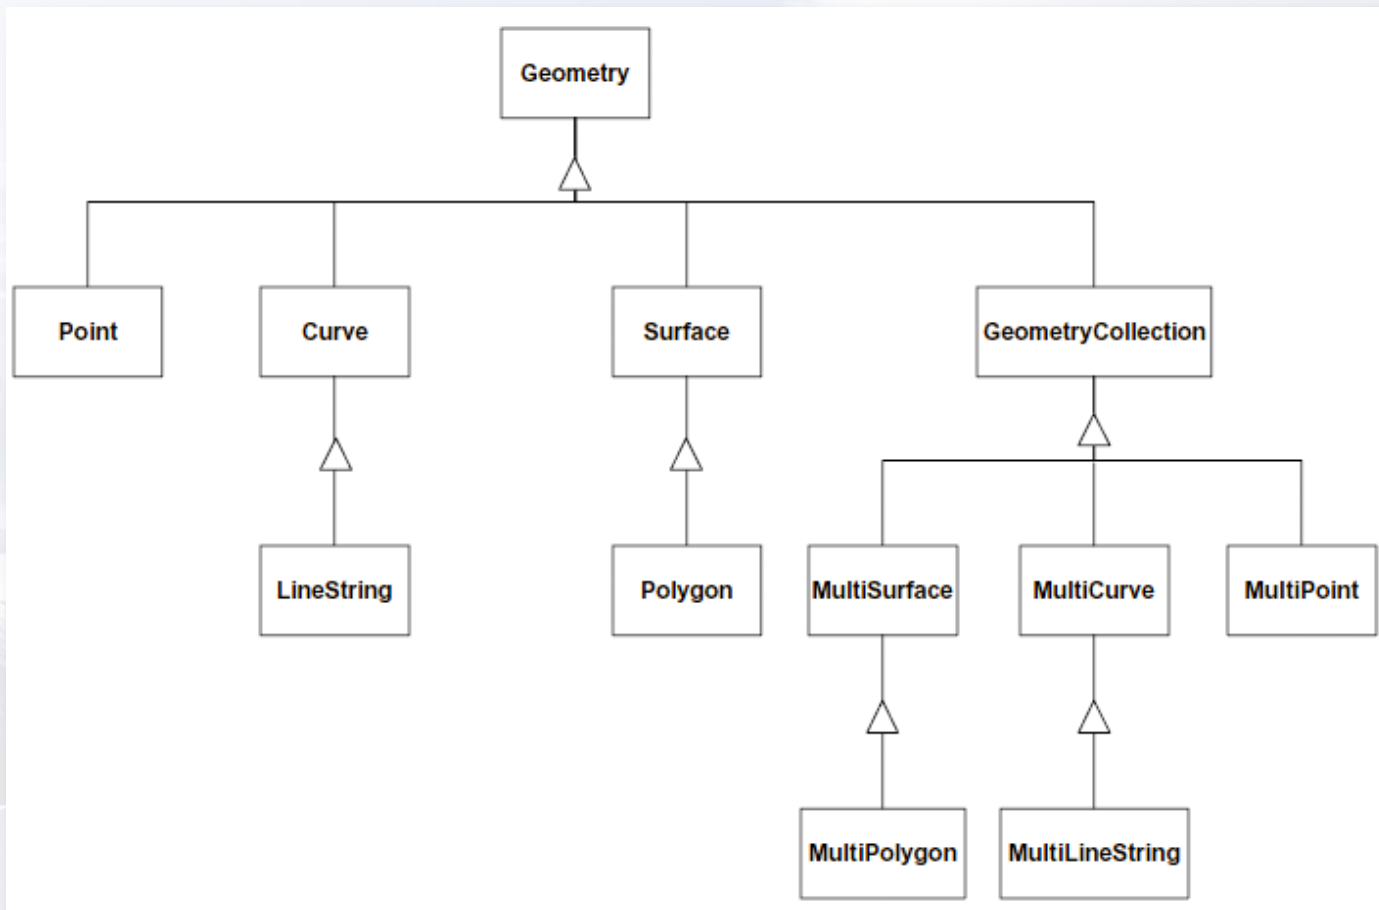 Geometry
Point
Curve
Surface
GeometryCollection
LineString
Polygon
MultiSurface
MultiCurve
MultiPoint
MultiPolygon
MultiLineString